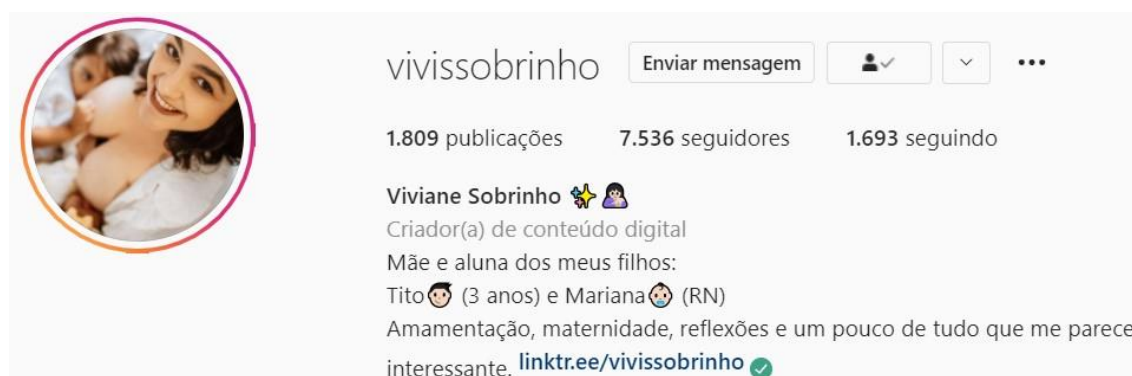 vivissobrinho Enviar mensagem
1.809 publicações 7.536 seguidores 1.693 seguindo
Viviane Sobrinho ✨🤱🏻
Criador(a) de conteúdo digital
Mãe e aluna dos meus filhos:
Tito👦🏻 (3 anos) e Mariana👶🏻 (RN)
Amamentação, maternidade, reflexões e um pouco de tudo que me parece
interessante. linktr.ee/vivissobrinho